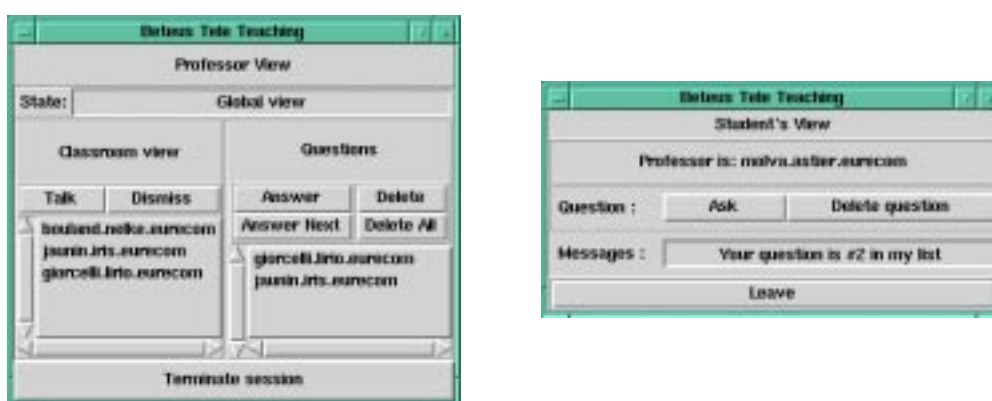 Beteus Tele Teaching
Professor View
State: Global view
Classroom view
Talk Dismiss
bouland.nelke.eurecom
jaunin.iris.eurecom
giorcelli.lirio.eurecom
Questions
Answer Delete
Answer Next Delete All
giorcelli.lirio.eurecom
jaunin.iris.eurecom
Terminate session
Beteus Tele Teaching
Student's View
Professor is: molva.astier.eurecom
Question : Ask Delete question
Messages : Your question is #2 in my list
Leave